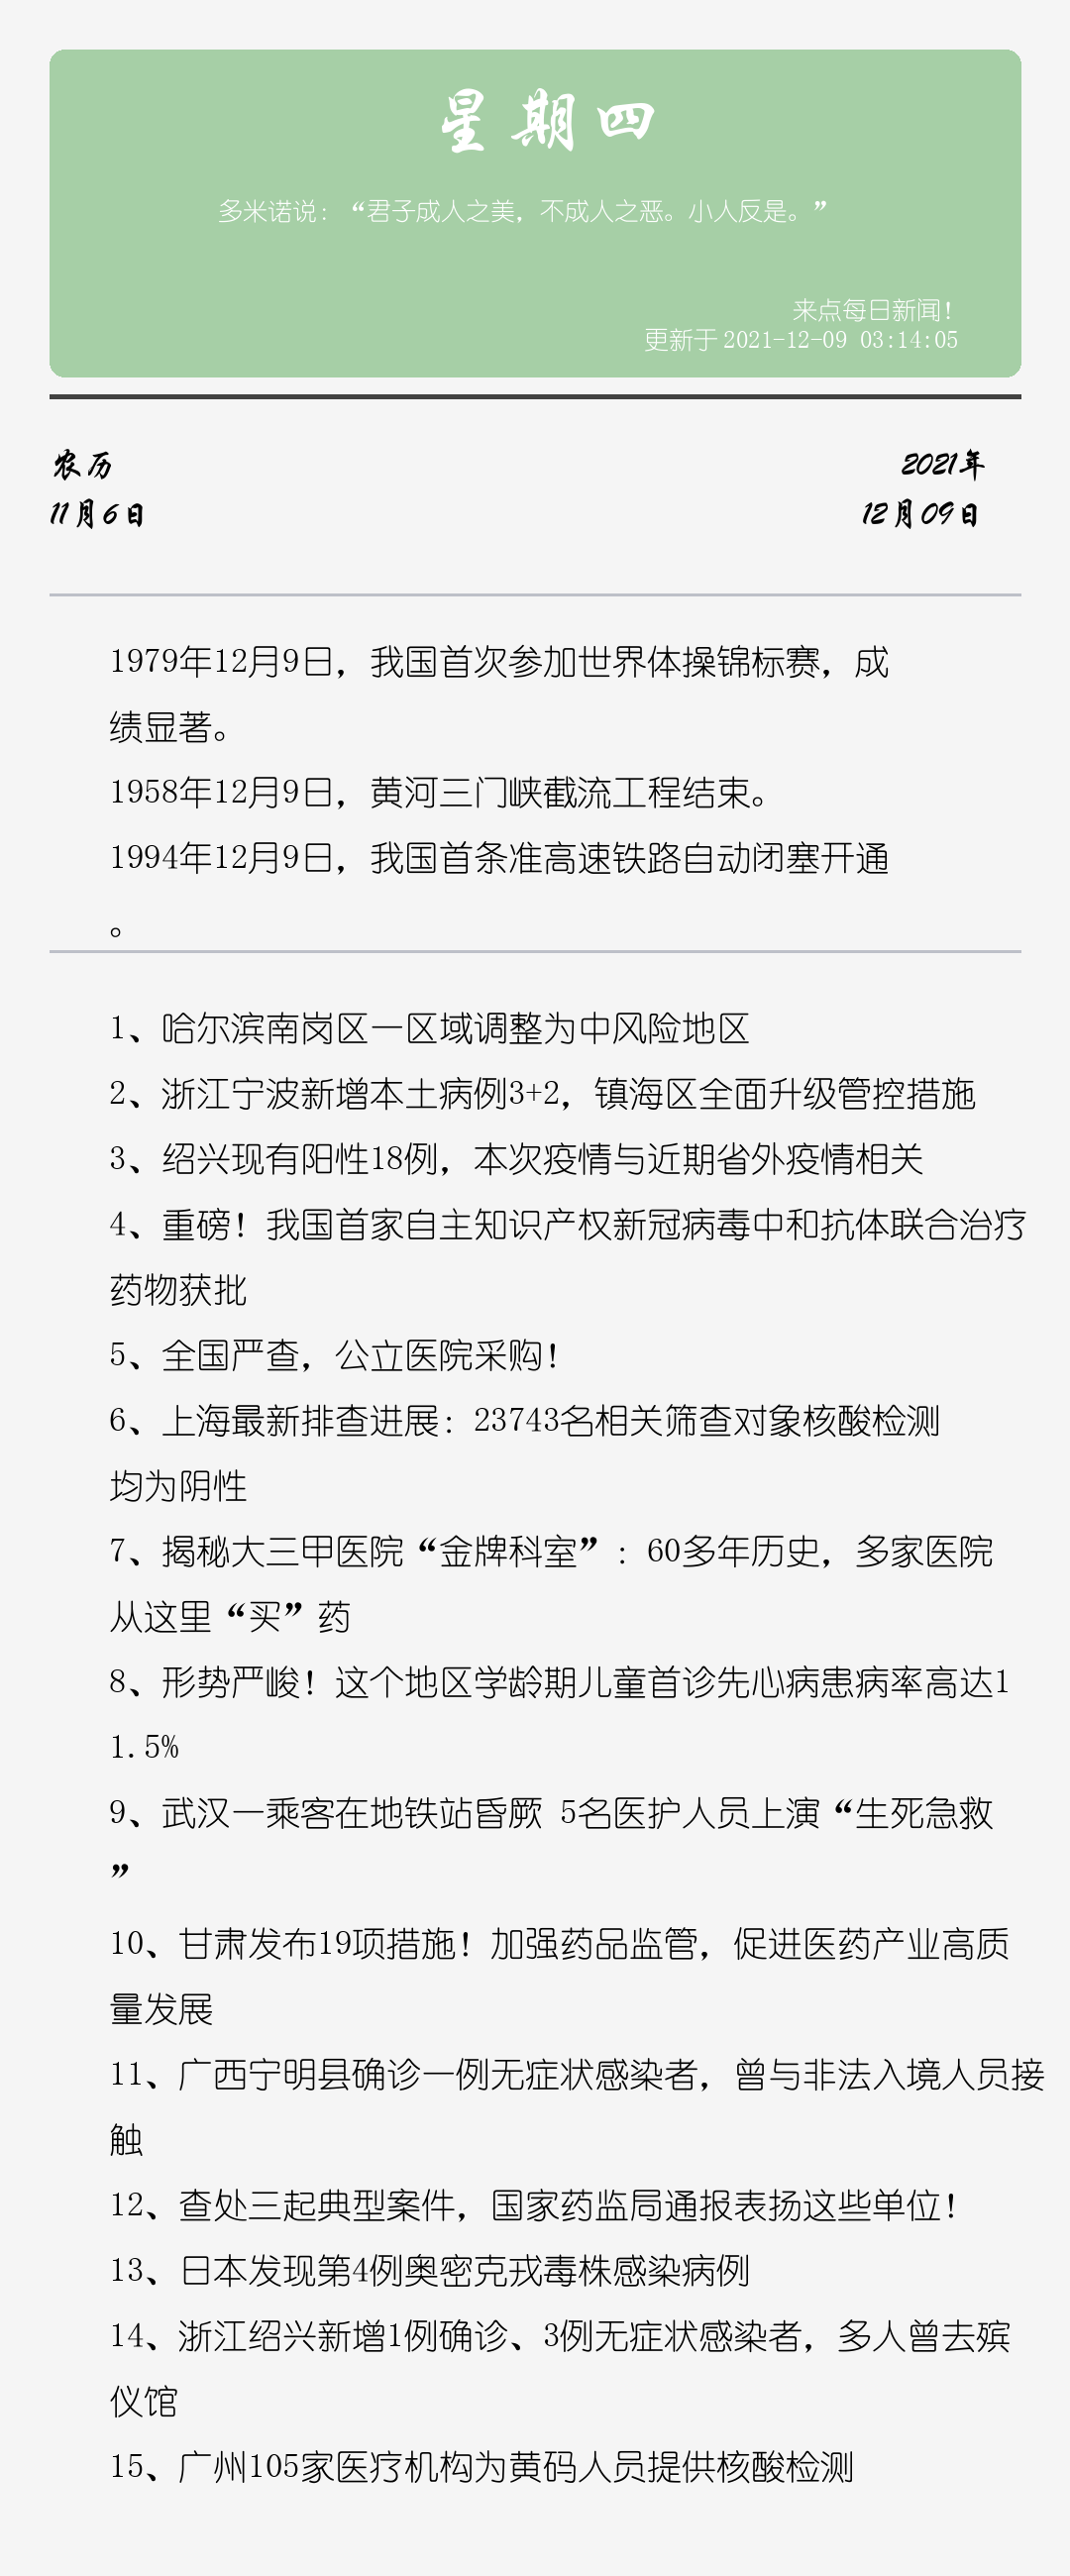 星期四
多米诺说：“君子成人之美，不成人之恶。小人反是。”
来点每日新闻！
更新于 2021-12-09 03:14:05
农历
11月6日
2021年
12月09日
1979年12月9日，我国首次参加世界体操锦标赛，成
绩显著。
1958年12月9日，黄河三门峡截流工程结束。
1994年12月9日，我国首条准高速铁路自动闭塞开通
。
1、哈尔滨南岗区一区域调整为中风险地区
2、浙江宁波新增本土病例3+2，镇海区全面升级管控措施
3、绍兴现有阳性18例，本次疫情与近期省外疫情相关
4、重磅！我国首家自主知识产权新冠病毒中和抗体联合治疗
药物获批
5、全国严查，公立医院采购！
6、上海最新排查进展：23743名相关筛查对象核酸检测
均为阴性
7、揭秘大三甲医院“金牌科室”：60多年历史，多家医院
从这里“买”药
8、形势严峻！这个地区学龄期儿童首诊先心病患病率高达1
1.5%
9、武汉一乘客在地铁站昏厥 5名医护人员上演“生死急救
”
10、甘肃发布19项措施！加强药品监管，促进医药产业高质
量发展
11、广西宁明县确诊一例无症状感染者，曾与非法入境人员接
触
12、查处三起典型案件，国家药监局通报表扬这些单位！
13、日本发现第4例奥密克戎毒株感染病例
14、浙江绍兴新增1例确诊、3例无症状感染者，多人曾去殡
仪馆
15、广州105家医疗机构为黄码人员提供核酸检测